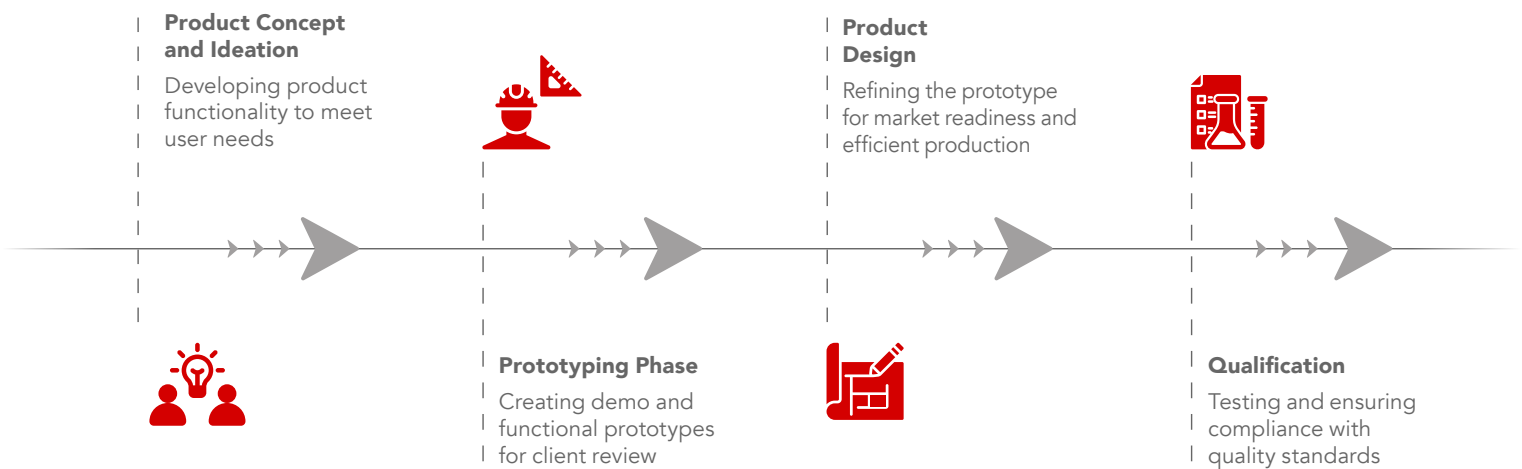 Product Concept
and Ideation
Developing product
functionality to meet
user needs
Prototyping Phase
Creating demo and
functional prototypes
for client review
Product
Design
Refining the prototype
for market readiness and
efficient production
Qualification
Testing and ensuring
compliance with
quality standards